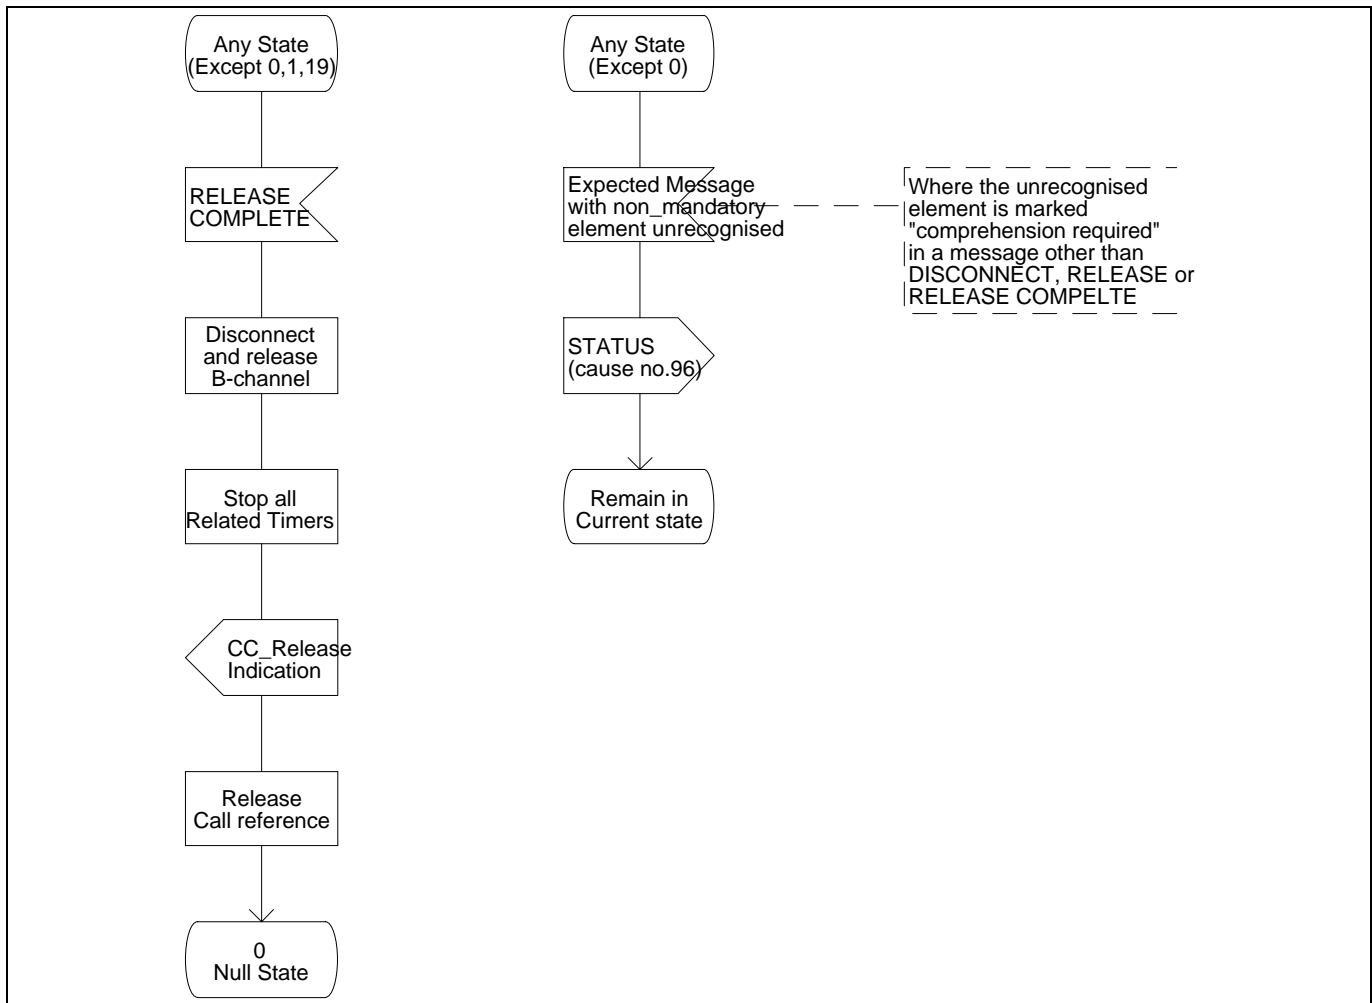 Any State
(Except 0,1,19)
RELEASE
COMPLETE
Disconnect
and release
B-channel
Stop all
Related Timers
CC_Release
Indication
Release
Call reference
0
Null State
Any State
(Except 0)
Expected Message
with non_mandatory
element unrecognised
STATUS
(cause no.96)
Remain in
Current state
Where the unrecognised
element is marked
"comprehension required"
in a message other than
DISCONNECT, RELEASE or
RELEASE COMPELTE